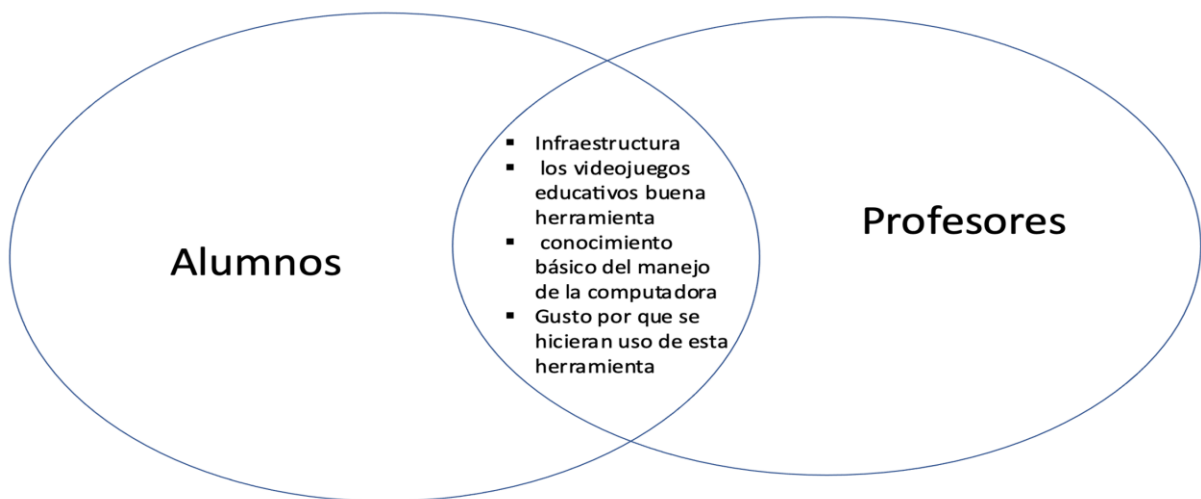 Alumnos
▪ Infraestructura
▪ los videojuegos
educativos buena
herramienta
▪ conocimiento
básico del manejo
de la computadora
▪ Gusto por que se
hicieran uso de esta
herramienta
Profesores